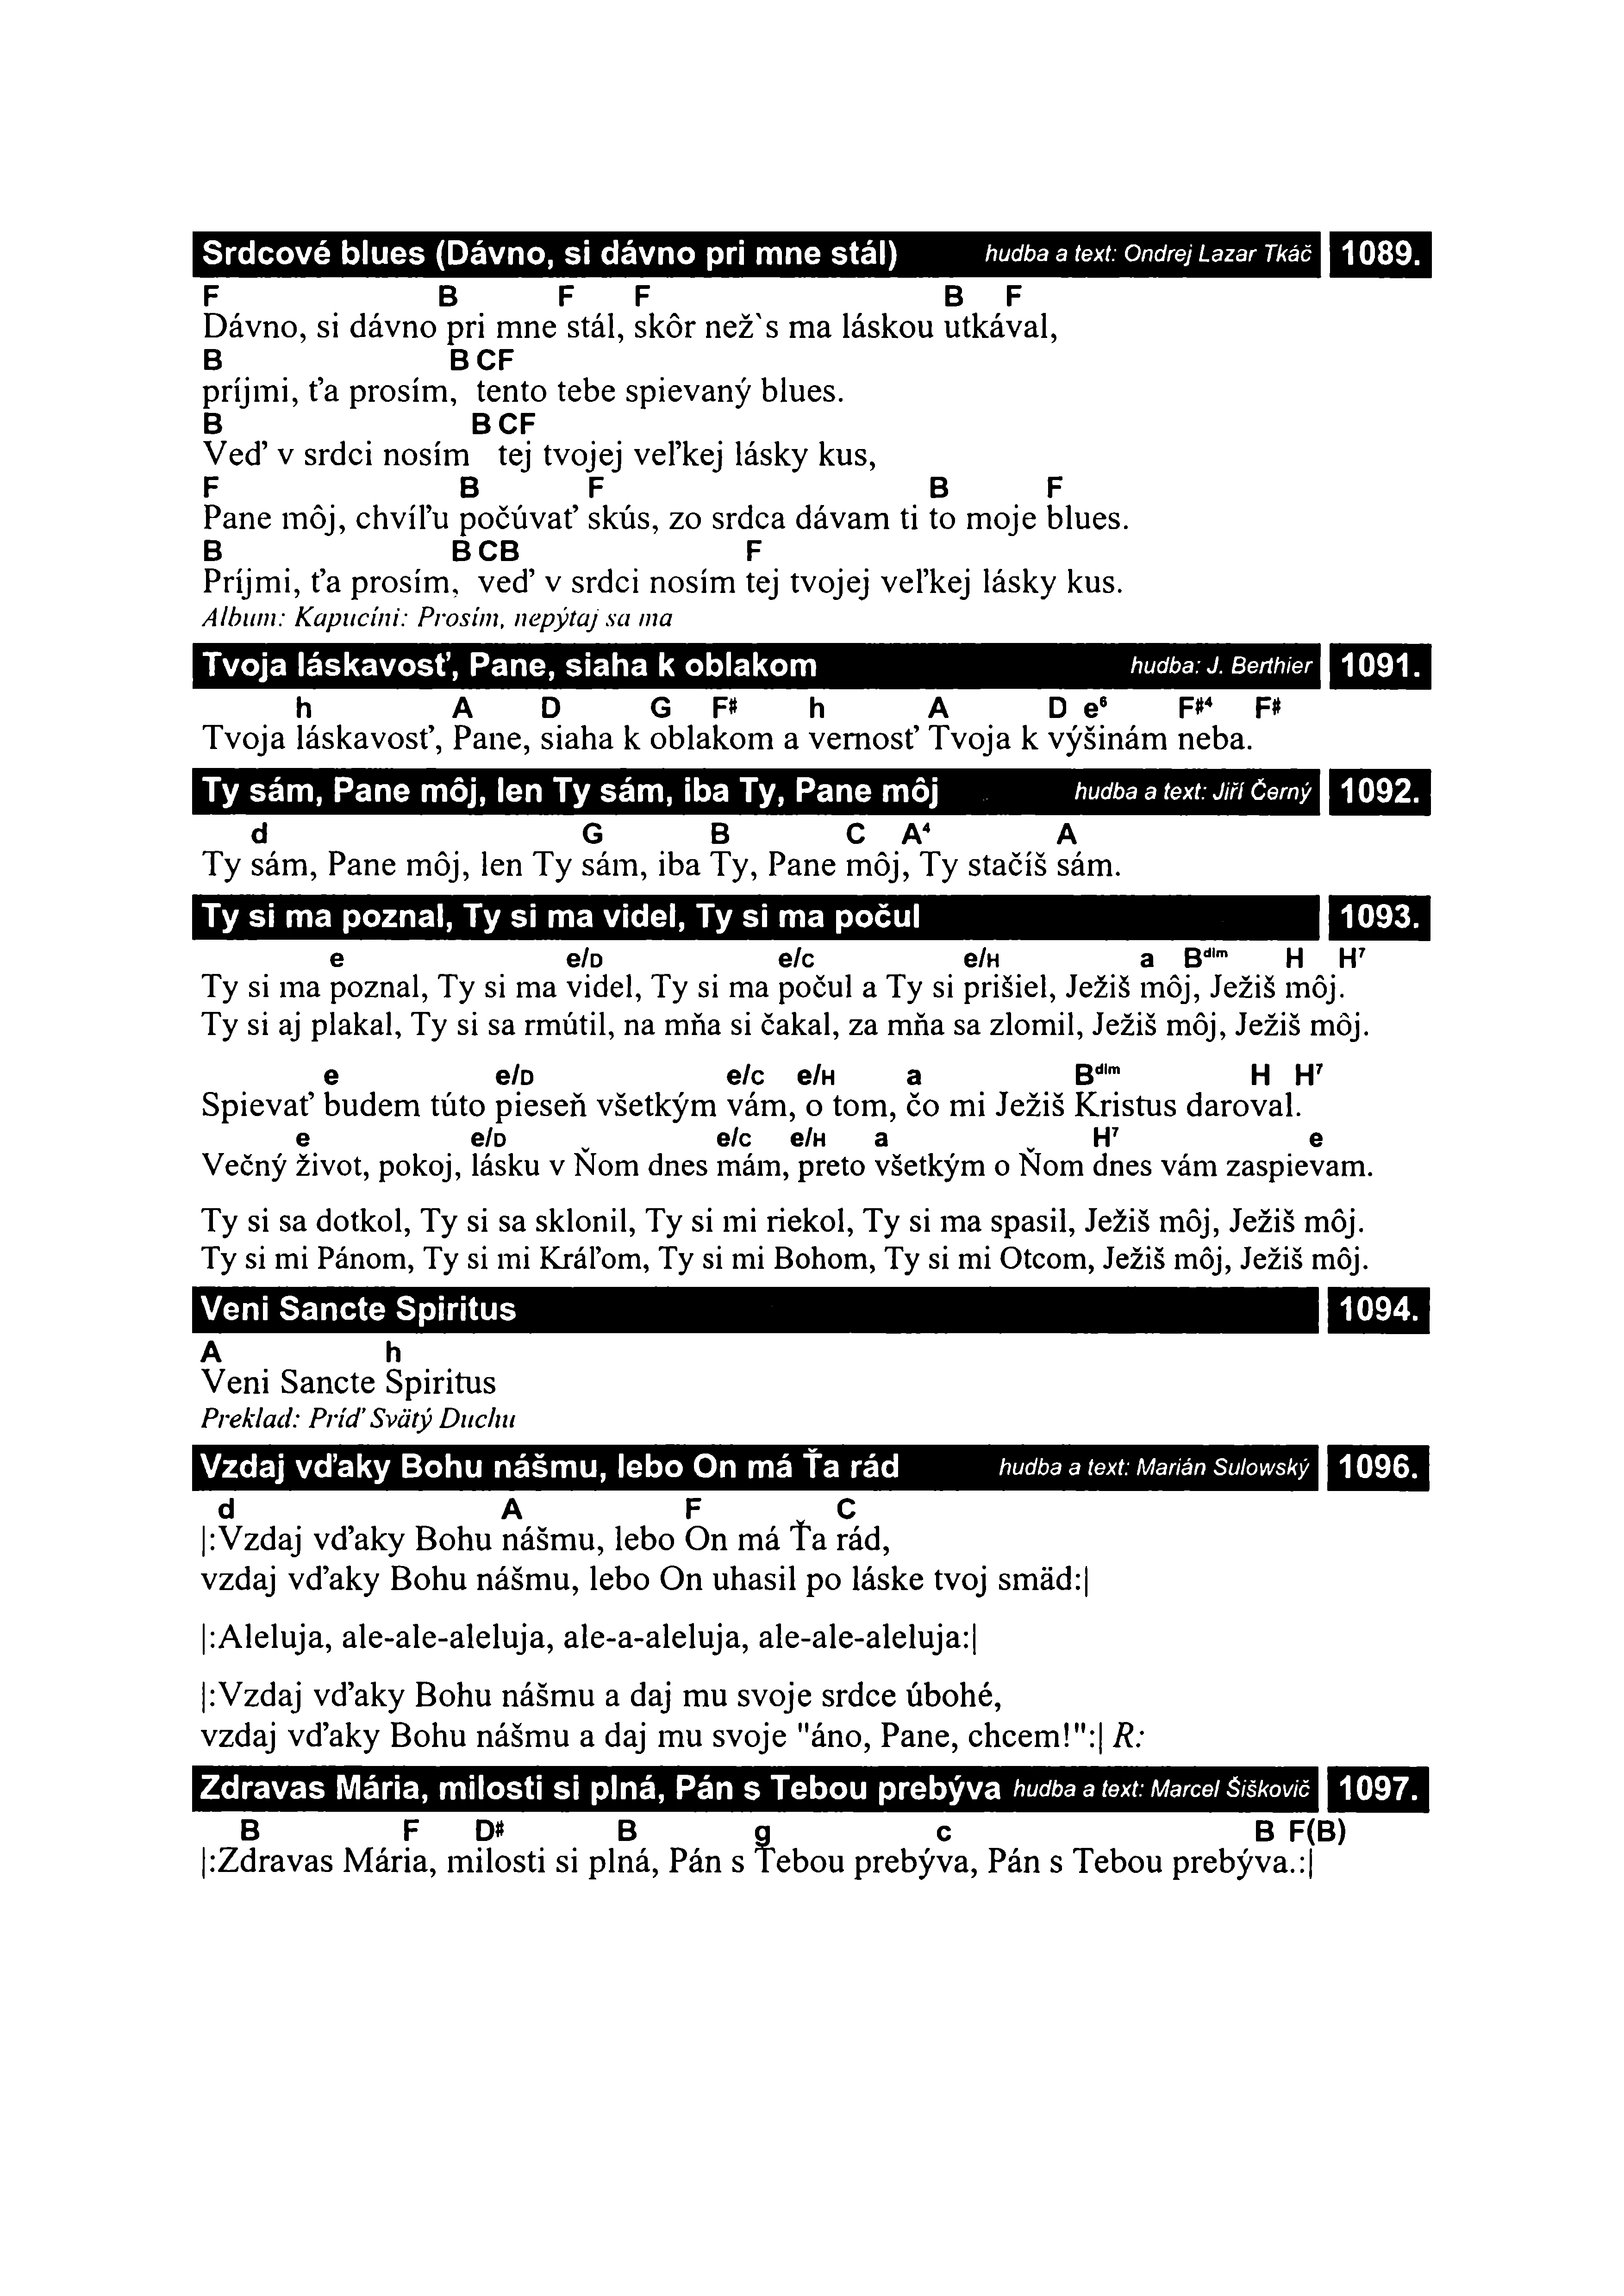 Srdcové blues (Dávno, si dávno pri mne stál) hudba a text: Ondrej Lazar Tkáč 1089.
F B F F B F
Dávno, si dávno pri mne stál, skôr než`s ma láskou utkával,
B B C F
príjmi, ťa prosím, tento tebe spievaný blues.
B B C F
Veď v srdci nosím tej tvojej veľkej lásky kus,
F B F B F
Pane môj, chvíľu počúvať skús, zo srdca dávam ti to moje blues.
B B C B F
Príjmi, ťa prosím, veď v srdci nosím tej tvojej veľkej lásky kus.
Album: Kapucíni: Prosím, nepýtaj sa ma
Tvoja láskavosť, Pane, siaha k oblakom hudba: J. Berthier 1091.
h A D G F# h A D e⁶ F#⁴ F#
Tvoja láskavosť, Pane, siaha k oblakom a vernosť Tvoja k výšinám neba.
Ty sám, Pane môj, len Ty sám, iba Ty, Pane môj hudba a text: Jiří Černý 1092.
d G B C A⁴ A
Ty sám, Pane môj, len Ty sám, iba Ty, Pane môj, Ty stačíš sám.
Ty si ma poznal, Ty si ma videl, Ty si ma počul 1093.
e e/D e/C e/H a Bdim H H⁷
Ty si ma poznal, Ty si ma videl, Ty si ma počul a Ty si prišiel, Ježiš môj, Ježiš môj.
Ty si aj plakal, Ty si sa rmútil, na mňa si čakal, za mňa sa zlomil, Ježiš môj, Ježiš môj.
e e/D e/C e/H a Bdim H H⁷
Spievať budem túto pieseň všetkým vám, o tom, čo mi Ježiš Kristus daroval.
e e/D e/C e/H a H⁷ e
Večný život, pokoj, lásku v Ňom dnes mám, preto všetkým o Ňom dnes vám zaspievam.
Ty si sa dotkol, Ty si sa sklonil, Ty si mi riekol, Ty si ma spasil, Ježiš môj, Ježiš môj.
Ty si mi Pánom, Ty si mi Kráľom, Ty si mi Bohom, Ty si mi Otcom, Ježiš môj, Ježiš môj.
Veni Sancte Spiritus 1094.
A h
Veni Sancte Spiritus
Preklad: Príď Svätý Duchu
Vzdaj vďaky Bohu nášmu, lebo On má Ťa rád hudba a text: Marián Sulowský 1096.
d A F C
|:Vzdaj vďaky Bohu nášmu, lebo On má Ťa rád,
vzdaj vďaky Bohu nášmu, lebo On uhasil po láske tvoj smäd:|
|:Aleluja, ale-ale-aleluja, ale-a-aleluja, ale-ale-aleluja:|
|:Vzdaj vďaky Bohu nášmu a daj mu svoje srdce úbohé,
vzdaj vďaky Bohu nášmu a daj mu svoje "áno, Pane, chcem!":| R:
Zdravas Mária, milosti si plná, Pán s Tebou prebýva hudba a text: Marcel Šiškovič 1097.
B F D# B g c B F(B)
|:Zdravas Mária, milosti si plná, Pán s Tebou prebýva, Pán s Tebou prebýva.:|